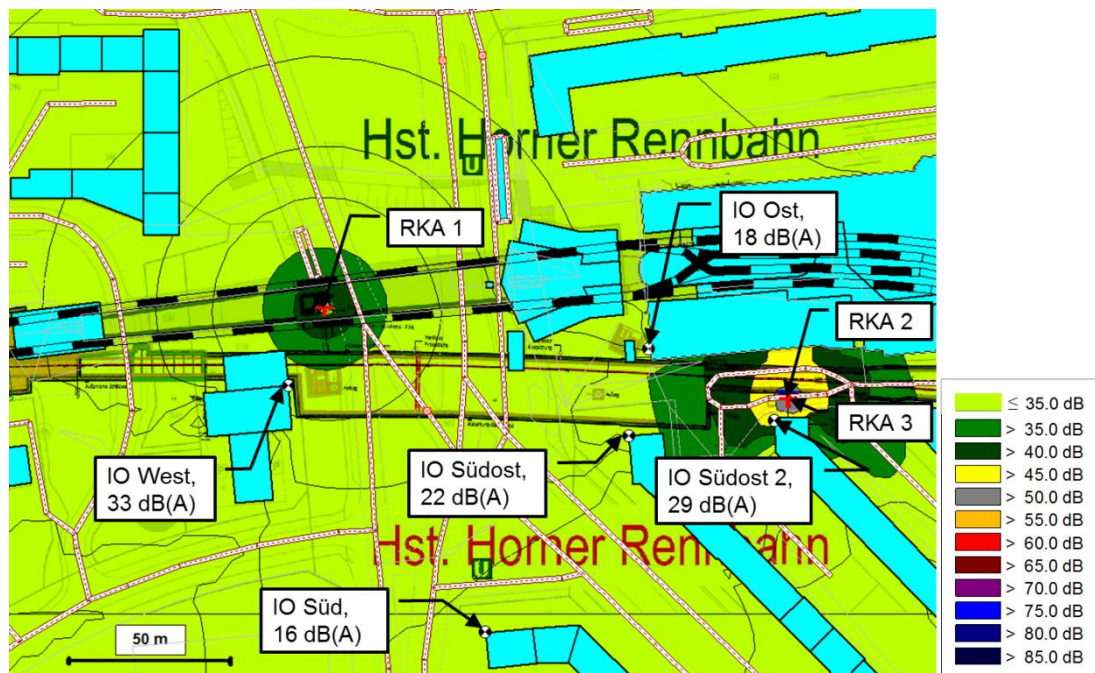 Hst. Horner Rennbahn
U
RKA 1
IO Ost,
18 dB(A)
RKA 2
RKA 3
IO West,
33 dB(A)
IO Südost,
22 dB(A)
IO Südost 2,
29 dB(A)
Hst. Horner Rennbahn
U
IO Süd,
16 dB(A)
50 m
≤ 35.0 dB
> 35.0 dB
> 40.0 dB
> 45.0 dB
> 50.0 dB
> 55.0 dB
> 60.0 dB
> 65.0 dB
> 70.0 dB
> 75.0 dB
> 80.0 dB
> 85.0 dB